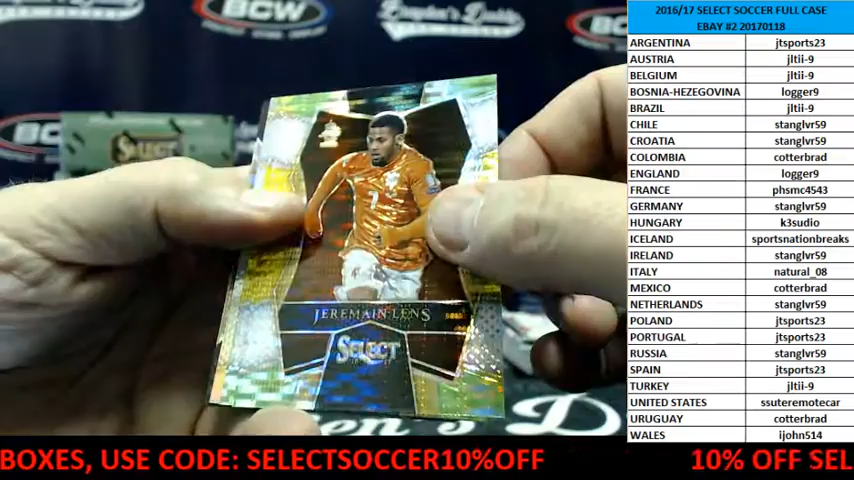 2016/17 SELECT SOCCER FULL CASE
EBAY #2 20170118
ARGENTINA jtsports23
AUSTRIA jltii-9
BELGIUM jltii-9
BOSNIA-HEZEGOVINA logger9
BRAZIL jltii-9
CHILE stanglvr59
CROATIA stanglvr59
COLOMBIA cotterbrad
ENGLAND logger9
FRANCE phsmc4543
GERMANY stanglvr59
HUNGARY k3sudio
ICELAND sportsnationbreaks
IRELAND stanglvr59
ITALY natural_08
MEXICO cotterbrad
NETHERLANDS stanglvr59
POLAND jtsports23
PORTUGAL jtsports23
RUSSIA stanglvr59
SPAIN jtsports23
TURKEY jltii-9
UNITED STATES ssuteremotecar
URUGUAY cotterbrad
WALES ijohn514
BCW
BCW
SELECT
7
JEREMAIN LENS
SELECT
BOXES, USE CODE: SELECTSOCCER10%OFF 10% OFF SEL